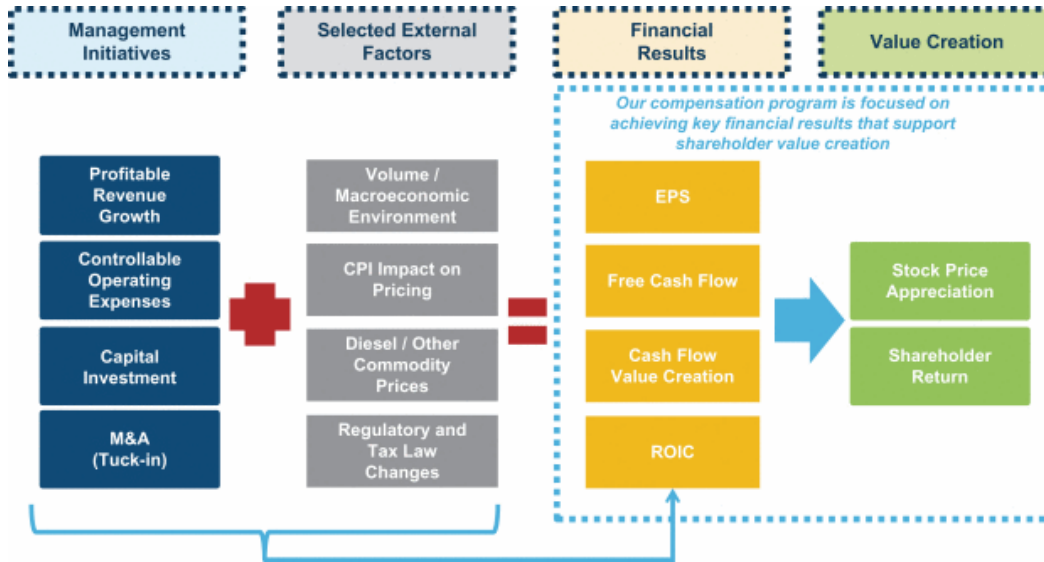 Management
Initiatives
Selected External
Factors
Financial
Results
Value Creation
Our compensation program is focused on
achieving key financial results that support
shareholder value creation
Profitable
Revenue
Growth
Controllable
Operating
Expenses
Capital
Investment
M&A
(Tuck-in)
Volume /
Macroeconomic
Environment
CPI Impact on
Pricing
Diesel / Other
Commodity
Prices
Regulatory and
Tax Law
Changes
EPS
Free Cash Flow
Cash Flow
Value Creation
ROIC
Stock Price
Appreciation
Shareholder
Return